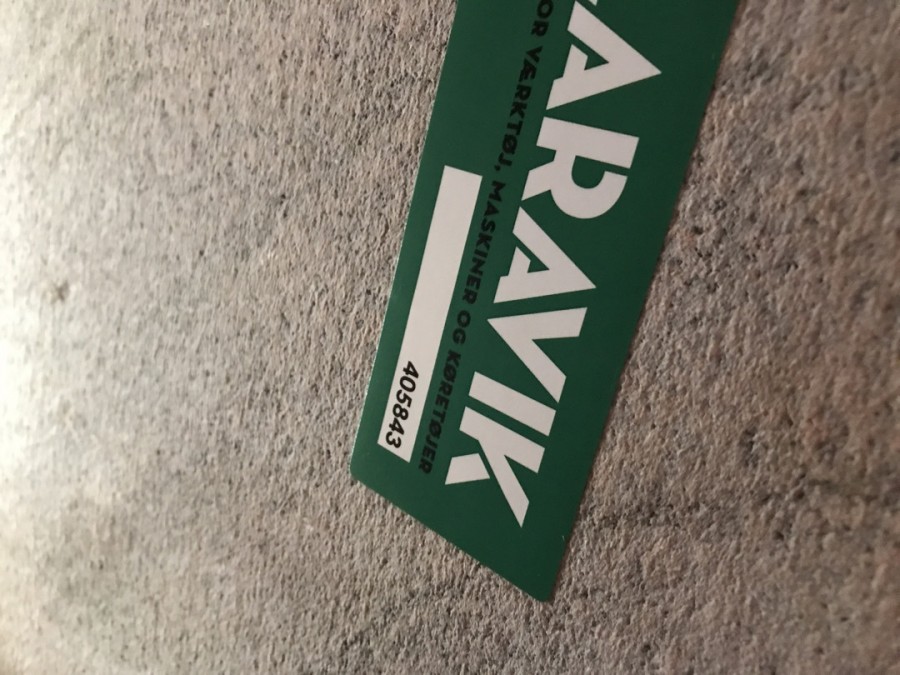 ARAVIK
OR VÆRKTØJ, MASKINER OG KØRETØJER
405843